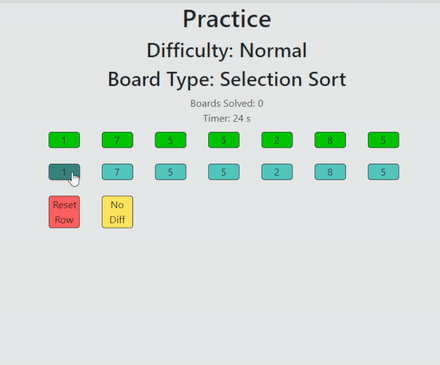 Practice
Difficulty: Normal
Board Type: Selection Sort
Boards Solved: 0
Timer: 24 s
1 7 5 5 2 8 5
1 7 5 5 2 8 5
Reset Row
No Diff